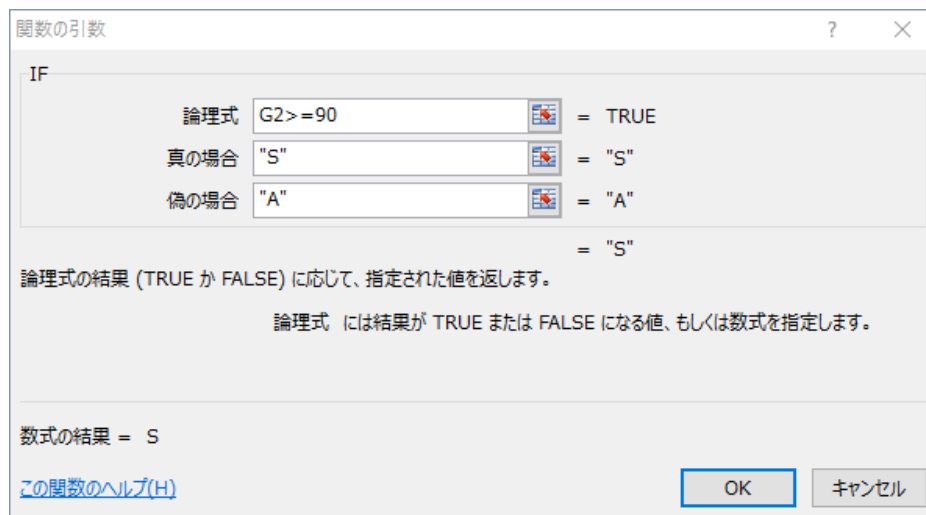 関数の引数 ?
IF
論理式 G2>=90 = TRUE
真の場合 "S" = "S"
偽の場合 "A" = "A"
= "S"
論理式の結果 (TRUE か FALSE) に応じて、指定された値を返します。
論理式 には結果が TRUE または FALSE になる値、もしくは数式を指定します。
数式の結果 = S
この関数のヘルプ(H) OK キャンセル